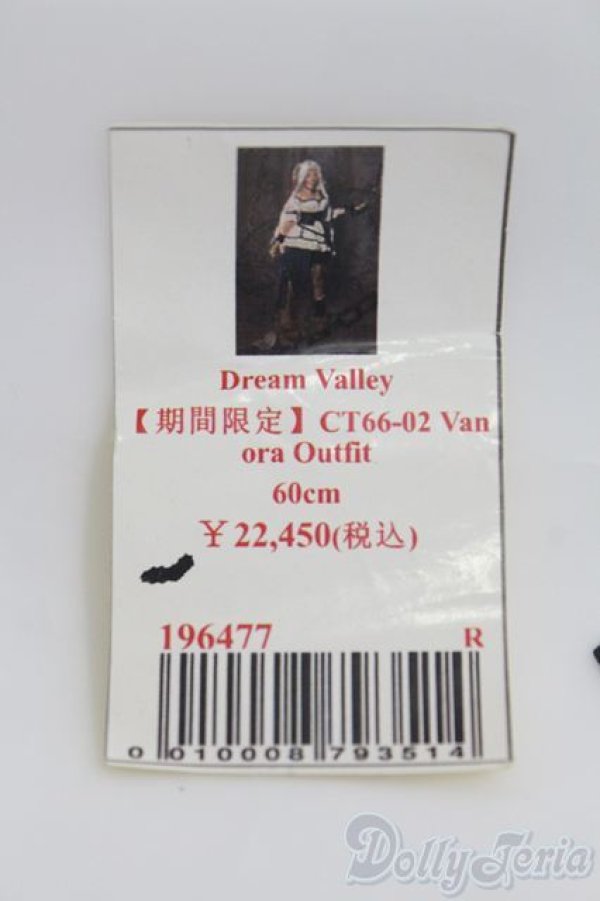 Dream Valley
【期間限定】CT66-02 Van
ora Outfit
60cm
￥22,450(税込)
196477 R
0 010008 793514
DollyTeria